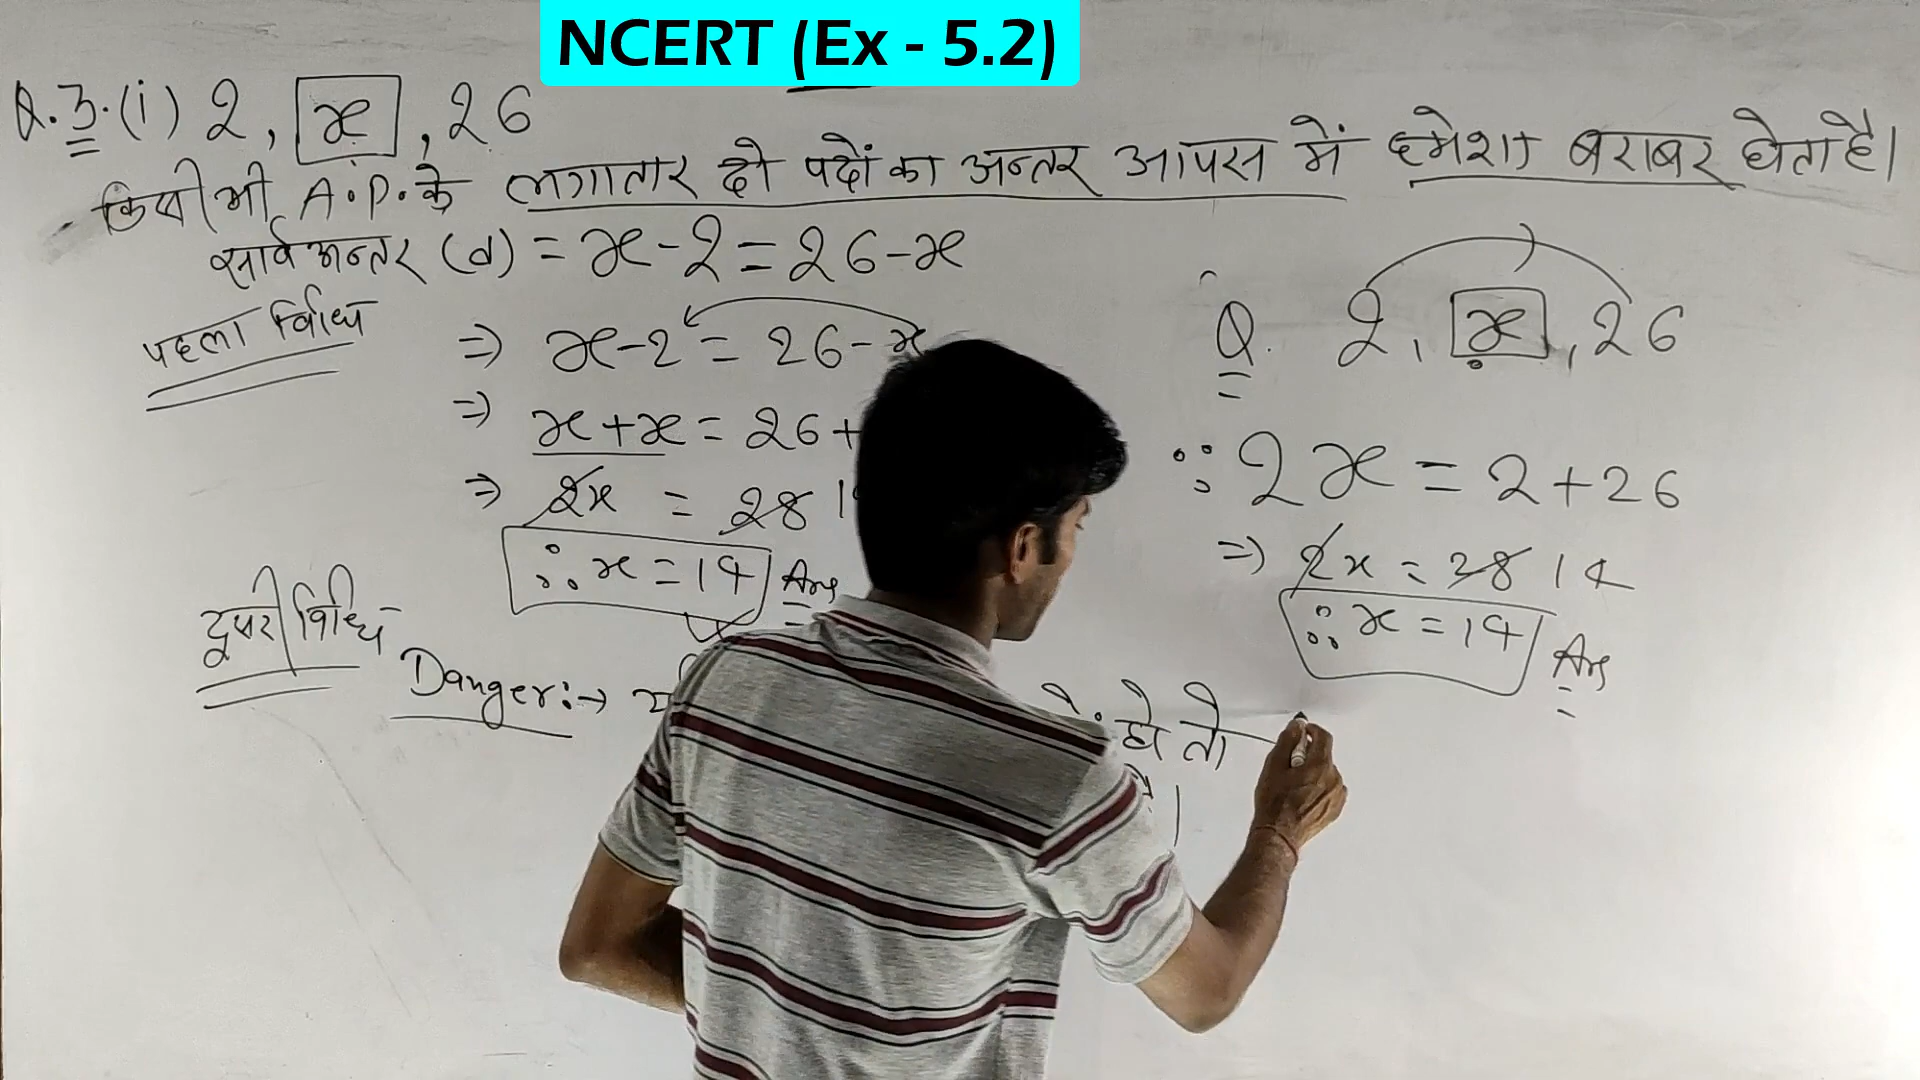 NCERT (Ex - 5.2)
Q.3.(i) 2, x, 26
किसी भी A.P. के लगातार दो पदों का अन्तर आपस में हमेशा बराबर होता है।
सार्व अन्तर (d) = x-2 = 26-x
पहला विधि
⇒ x-2 = 26-x
⇒ x+x = 26+
⇒ 2x = 28
∴ x = 14 Ans
दूसरी विधि
Danger:→
हो तो
Q. 2, x, 26
∵ 2x = 2+26
⇒ 2x = 28 14
∴ x = 14 Ans